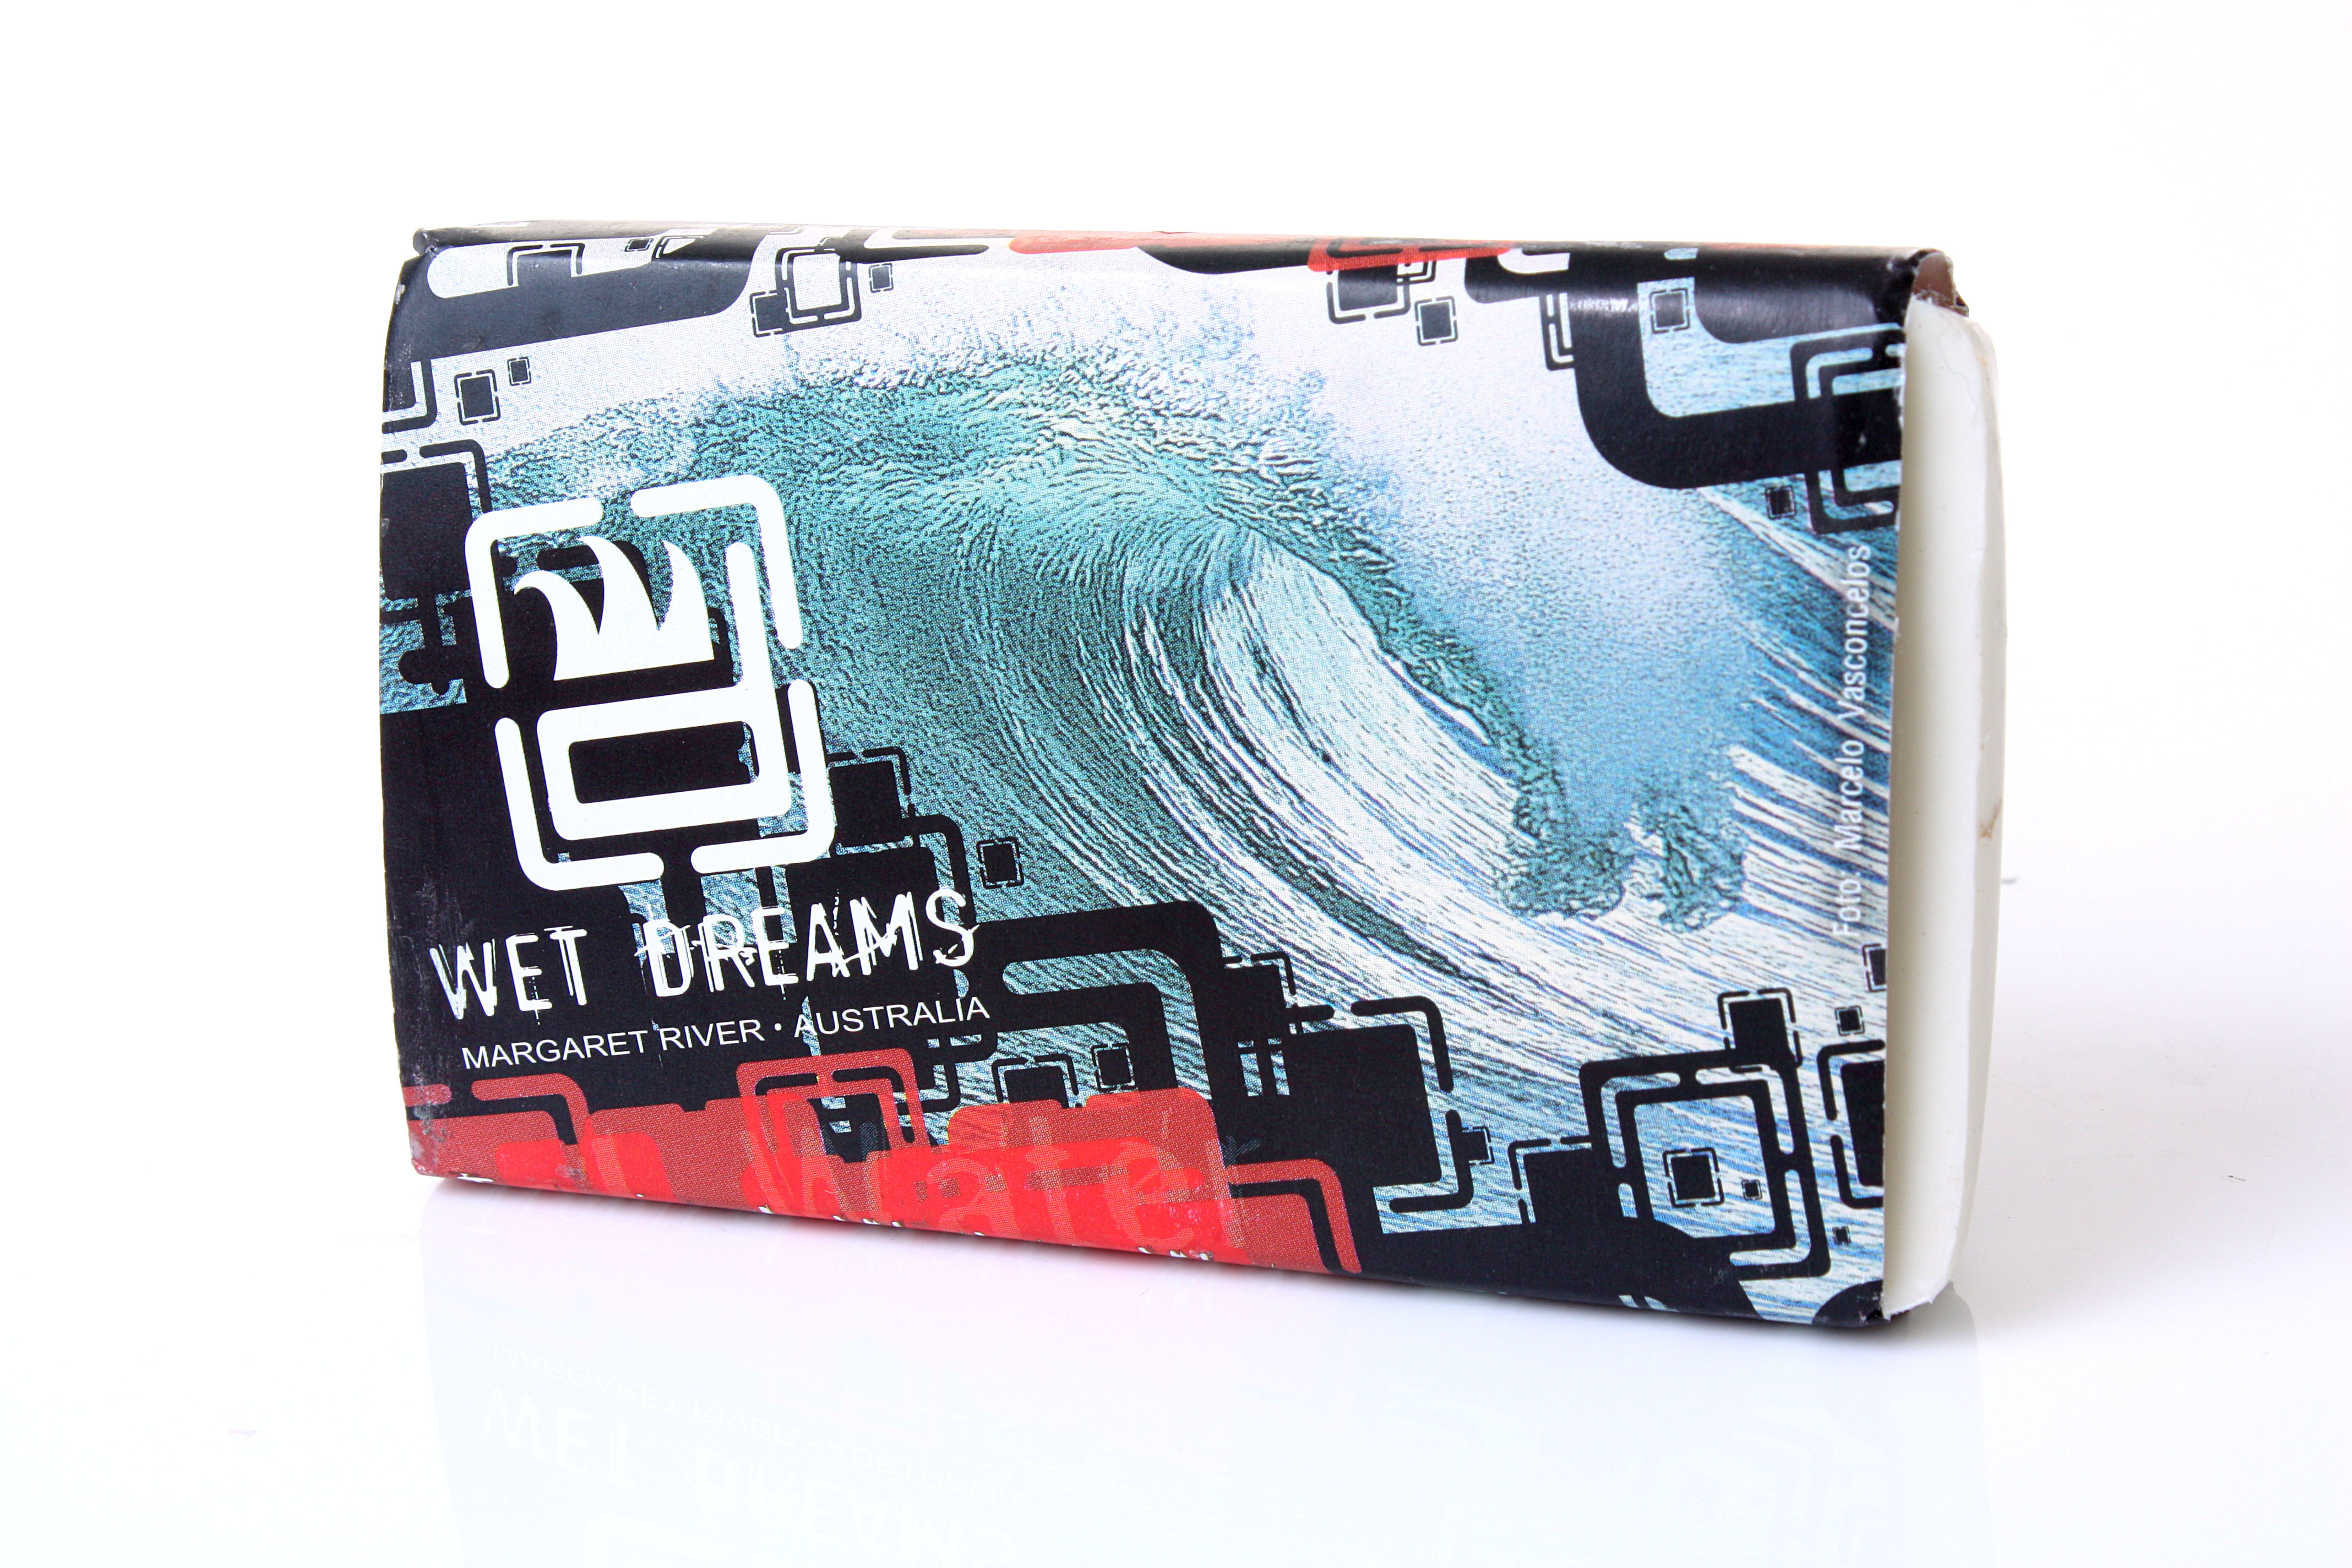 WET DREAMS
MARGARET RIVER • AUSTRALIA
Foto: Marcelo Vasconcelos